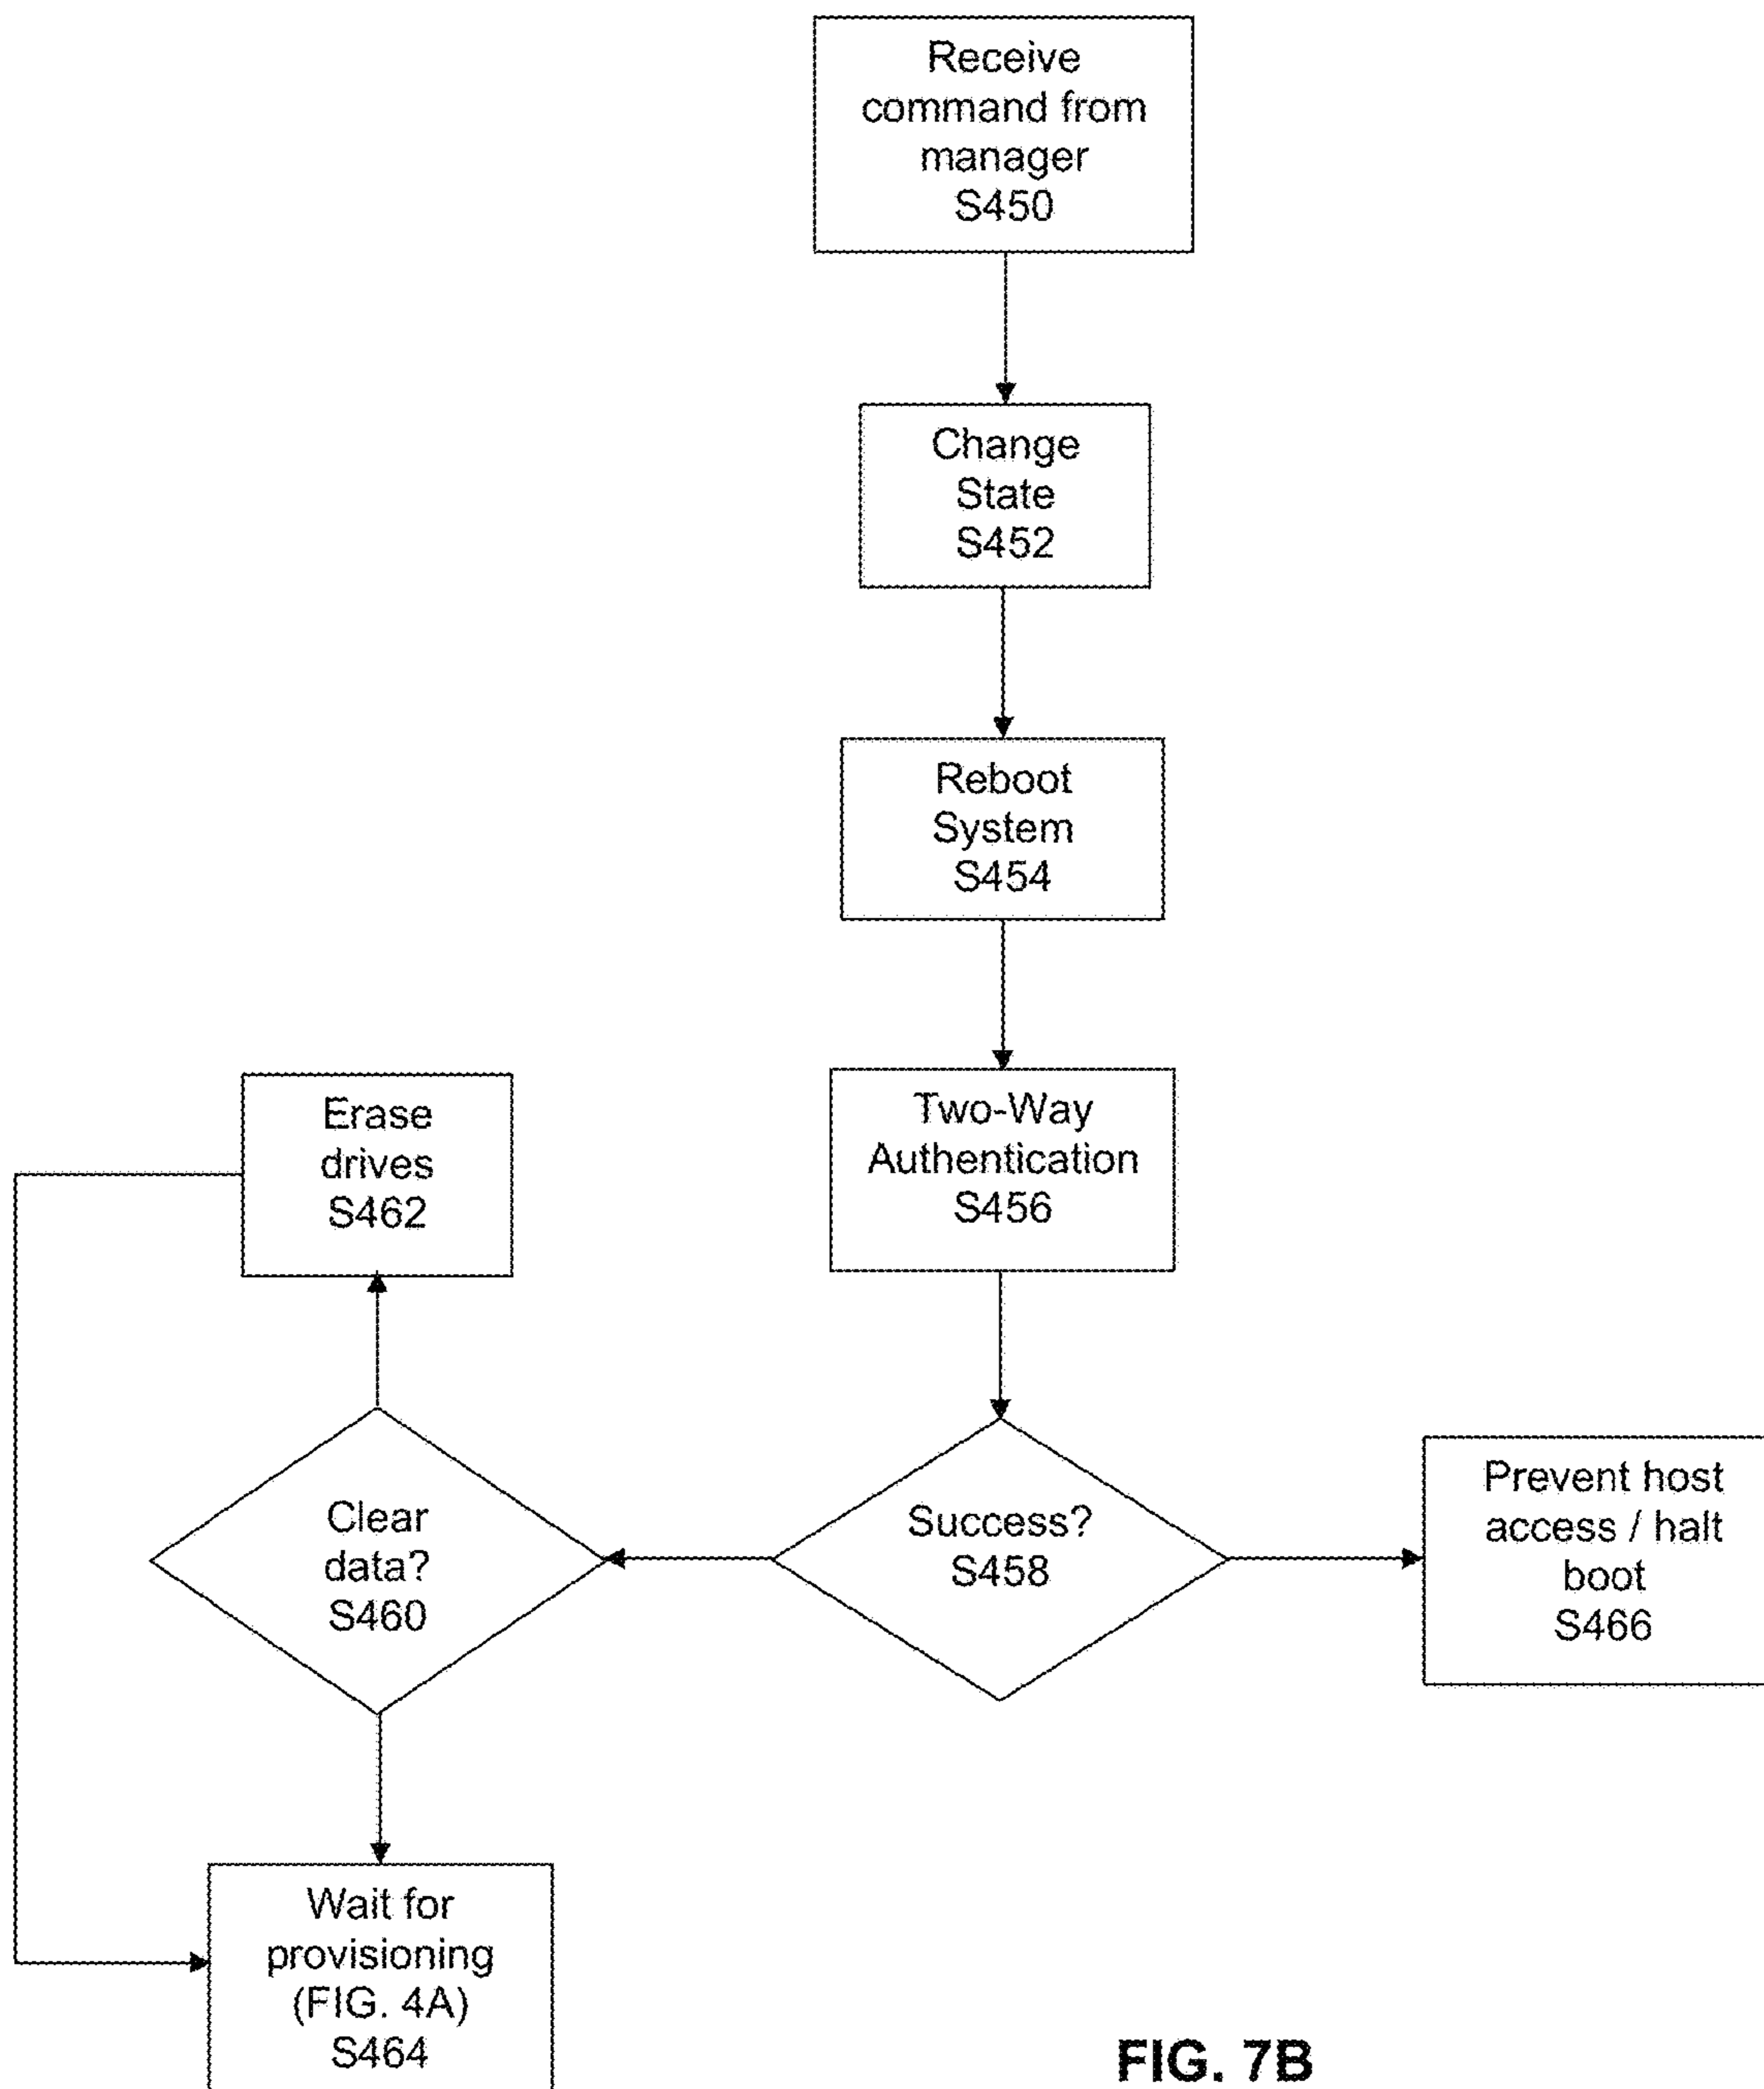 Receive
command from
manager
S450
Change
State
S452
Reboot
System
S454
Two-Way
Authentication
S456
Success?
S458
Clear
data?
S460
Erase
drives
S462
Prevent host
access / halt
boot
S466
Wait for
provisioning
(FIG. 4A)
S464
FIG. 7B